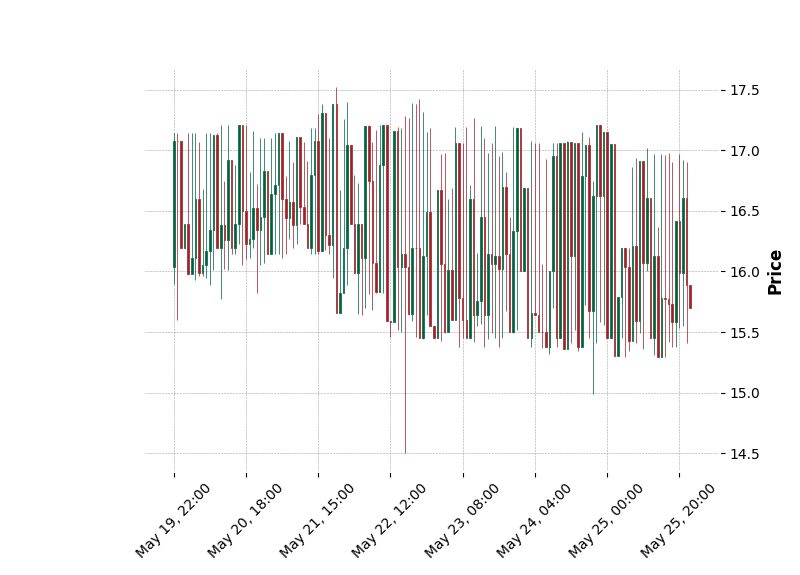 17.5
17.0
16.5
16.0
15.5
15.0
14.5
Price
May 19, 22:00
May 20, 18:00
May 21, 15:00
May 22, 12:00
May 23, 08:00
May 24, 04:00
May 25, 00:00
May 25, 20:00